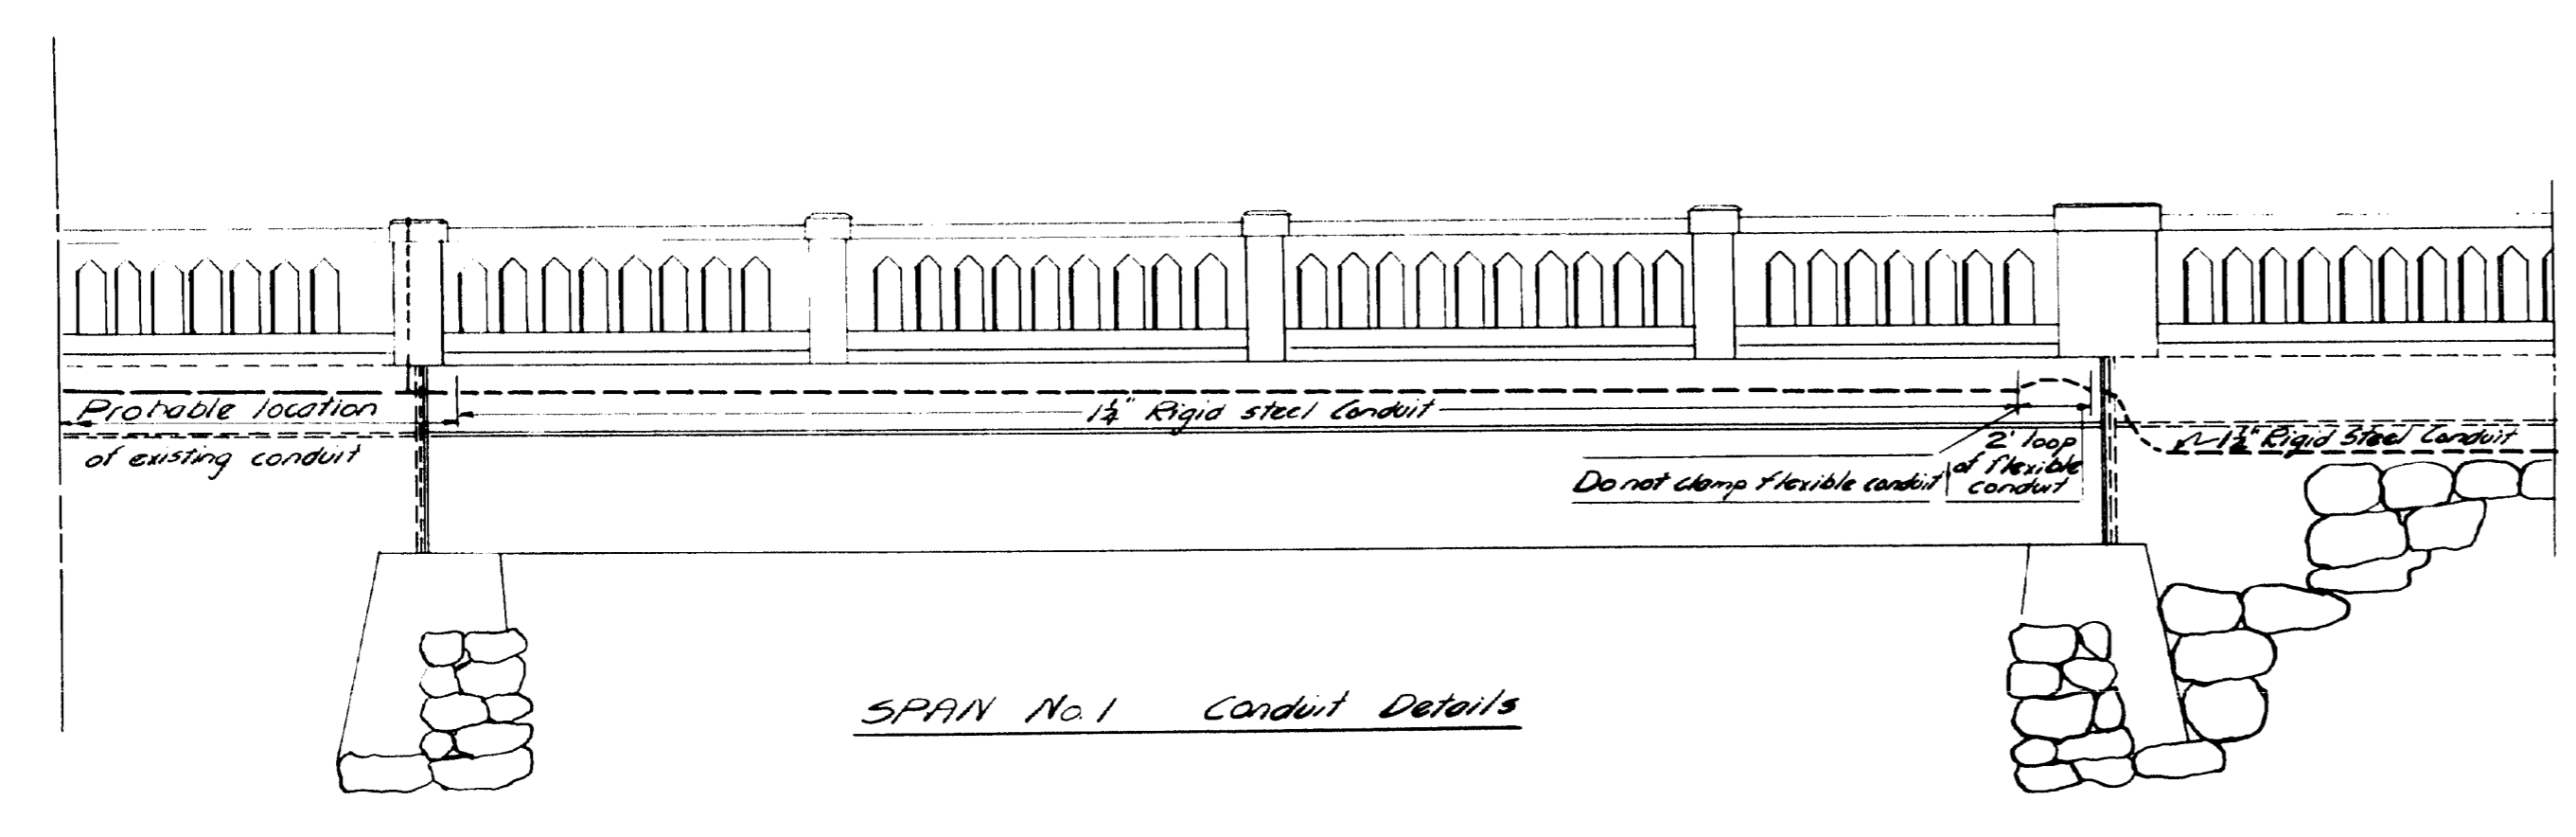 Probable location
of existing conduit
1¼" Rigid steel Conduit
Do not clamp flexible conduit
2' loop
of flexible
conduit
1½" Rigid Steel Conduit
SPAN No. 1 Conduit Details